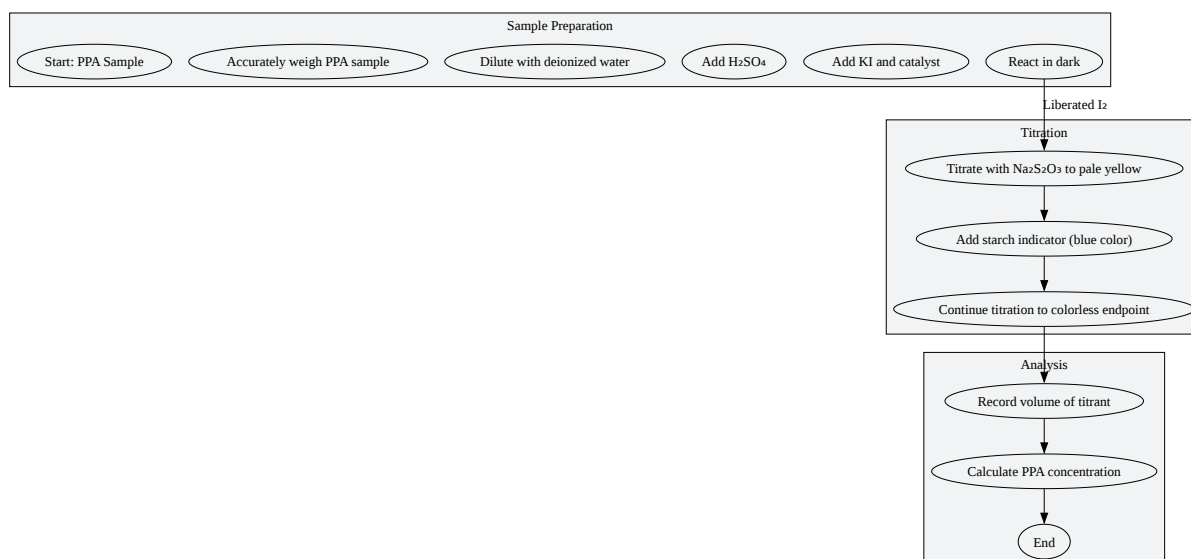 Sample Preparation
Start: PPA Sample
Accurately weigh PPA sample
Dilute with deionized water
Add H₂SO₄
Add KI and catalyst
React in dark
Liberated I₂
Titration
Titrate with Na₂S₂O₃ to pale yellow
Add starch indicator (blue color)
Continue titration to colorless endpoint
Analysis
Record volume of titrant
Calculate PPA concentration
End